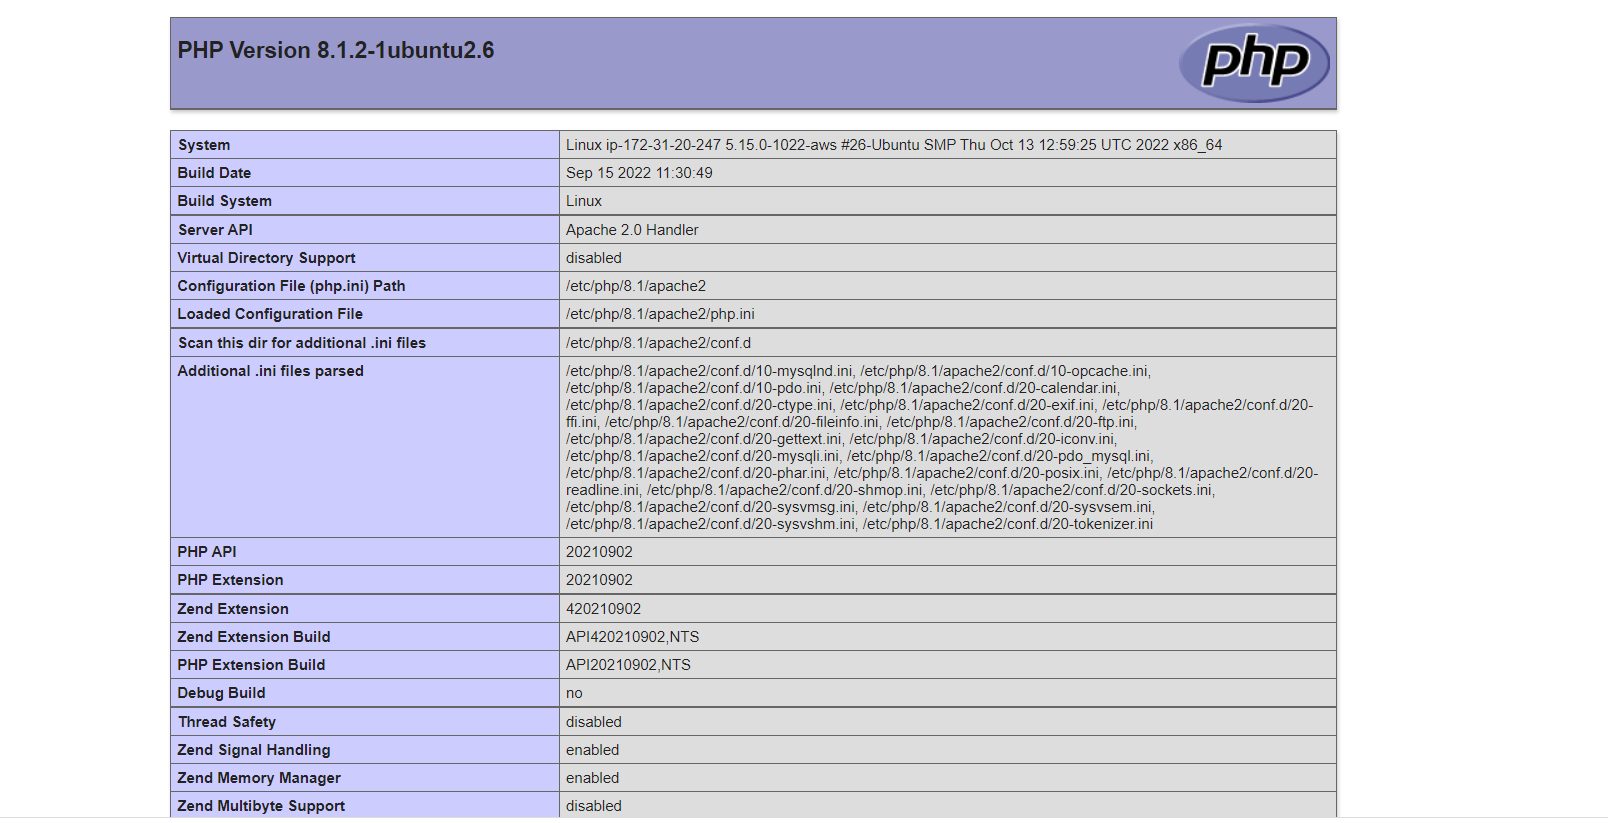 PHP Version 8.1.2-1ubuntu2.6
php
System Linux ip-172-31-20-247 5.15.0-1022-aws #26-Ubuntu SMP Thu Oct 13 12:59:25 UTC 2022 x86_64
Build Date Sep 15 2022 11:30:49
Build System Linux
Server API Apache 2.0 Handler
Virtual Directory Support disabled
Configuration File (php.ini) Path /etc/php/8.1/apache2
Loaded Configuration File /etc/php/8.1/apache2/php.ini
Scan this dir for additional .ini files /etc/php/8.1/apache2/conf.d
Additional .ini files parsed /etc/php/8.1/apache2/conf.d/10-mysqlnd.ini, /etc/php/8.1/apache2/conf.d/10-opcache.ini,
/etc/php/8.1/apache2/conf.d/10-pdo.ini, /etc/php/8.1/apache2/conf.d/20-calendar.ini,
/etc/php/8.1/apache2/conf.d/20-ctype.ini, /etc/php/8.1/apache2/conf.d/20-exif.ini, /etc/php/8.1/apache2/conf.d/20-
ffi.ini, /etc/php/8.1/apache2/conf.d/20-fileinfo.ini, /etc/php/8.1/apache2/conf.d/20-ftp.ini,
/etc/php/8.1/apache2/conf.d/20-gettext.ini, /etc/php/8.1/apache2/conf.d/20-iconv.ini,
/etc/php/8.1/apache2/conf.d/20-mysqli.ini, /etc/php/8.1/apache2/conf.d/20-pdo_mysql.ini,
/etc/php/8.1/apache2/conf.d/20-phar.ini, /etc/php/8.1/apache2/conf.d/20-posix.ini, /etc/php/8.1/apache2/conf.d/20-
readline.ini, /etc/php/8.1/apache2/conf.d/20-shmop.ini, /etc/php/8.1/apache2/conf.d/20-sockets.ini,
/etc/php/8.1/apache2/conf.d/20-sysvmsg.ini, /etc/php/8.1/apache2/conf.d/20-sysvsem.ini,
/etc/php/8.1/apache2/conf.d/20-sysvshm.ini, /etc/php/8.1/apache2/conf.d/20-tokenizer.ini
PHP API 20210902
PHP Extension 20210902
Zend Extension 420210902
Zend Extension Build API420210902,NTS
PHP Extension Build API20210902,NTS
Debug Build no
Thread Safety disabled
Zend Signal Handling enabled
Zend Memory Manager enabled
Zend Multibyte Support disabled